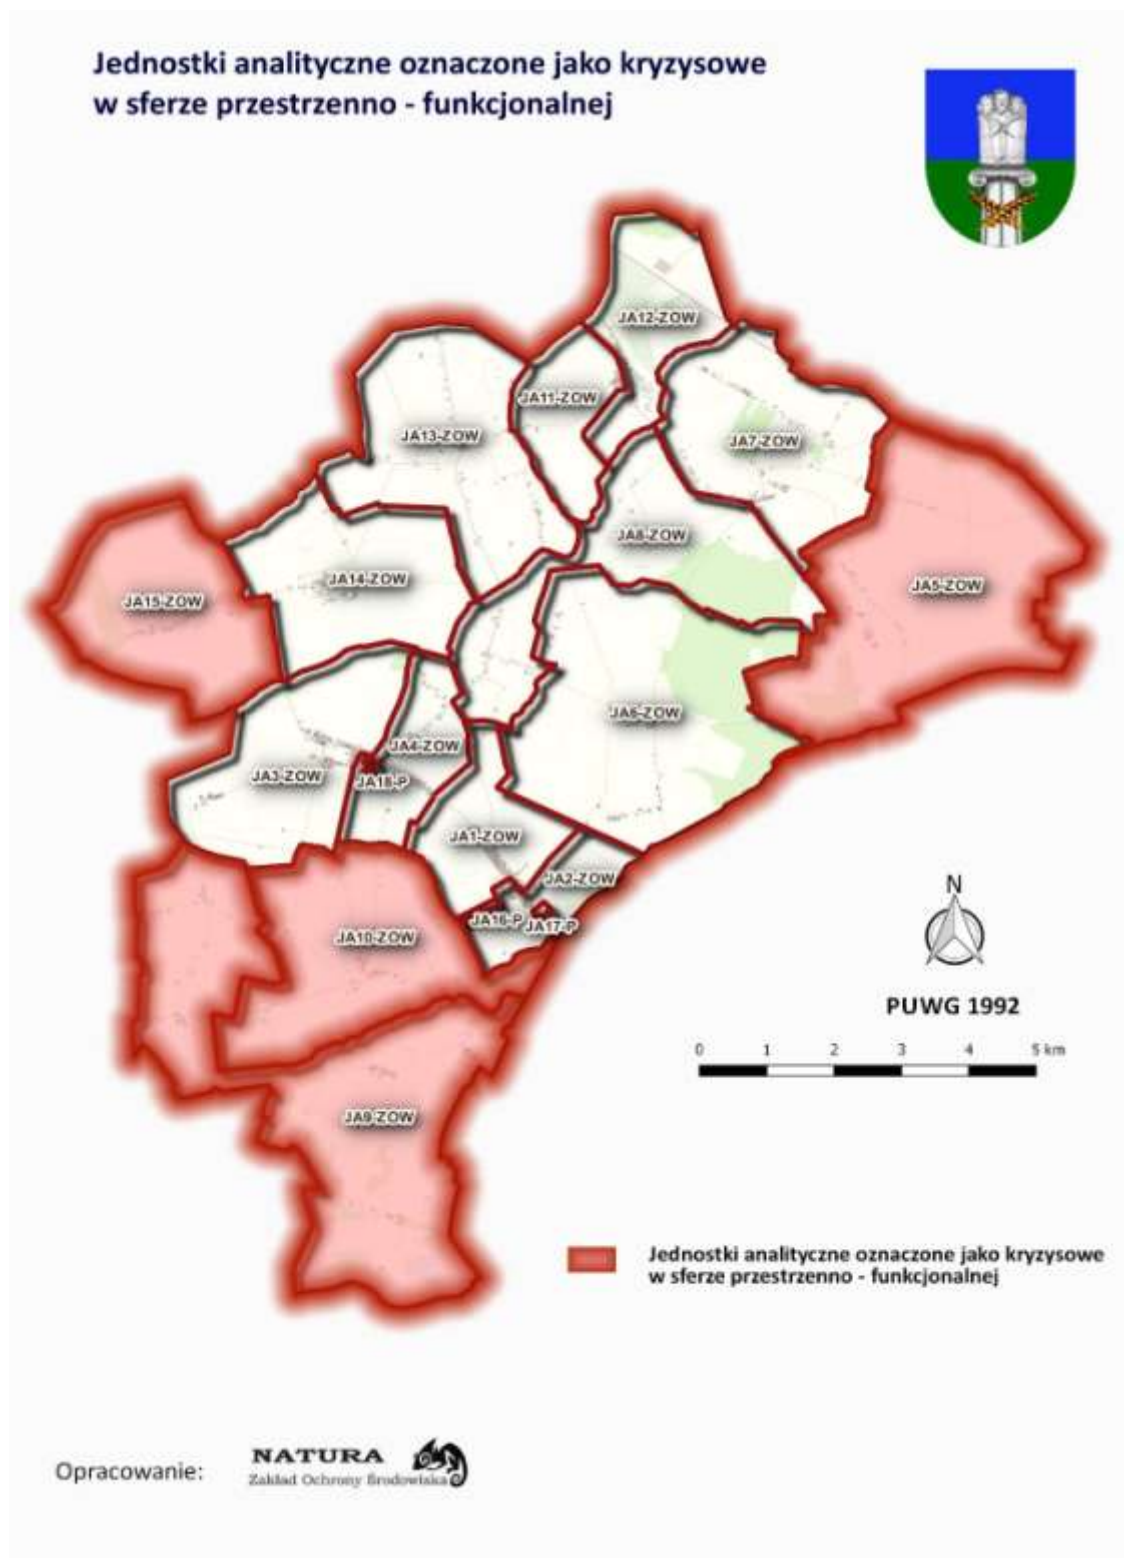 Jednostki analityczne oznaczone jako kryzysowe
w sferze przestrzenno - funkcjonalnej
JA12-ZOW
JA11-ZOW
JA13-ZOW
JA7-ZOW
JA8-ZOW
JA14-ZOW
JA5-ZOW
JA15-ZOW
JA6-ZOW
JA4-ZOW
JA3-ZOW
JA18-P
JA1-ZOW
JA2-ZOW
JA16-P
JA17-P
JA10-ZOW
N
PUWG 1992
0 1 2 3 4 5 km
JA9-ZOW
Jednostki analityczne oznaczone jako kryzysowe
w sferze przestrzenno - funkcjonalnej
Opracowanie:
NATURA
Zakład Ochrony Środowiska